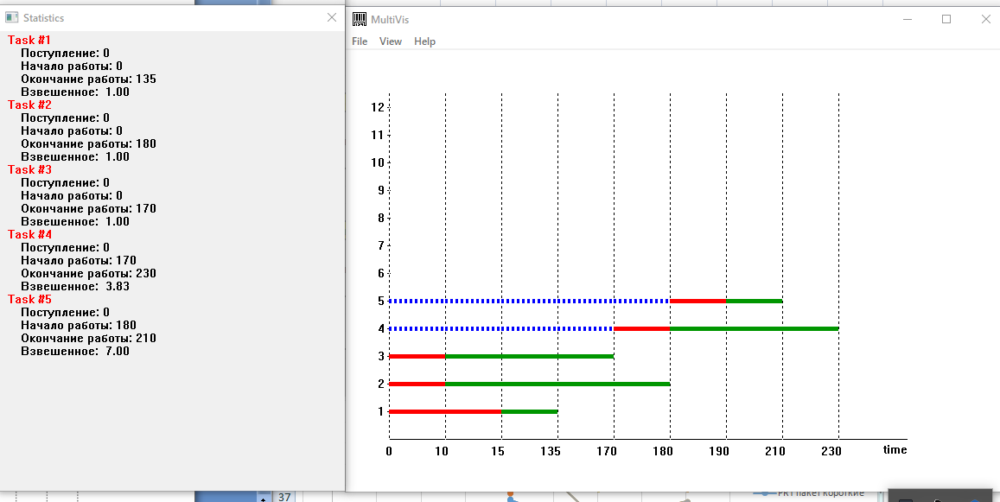 Statistics
Task #1
Поступление: 0
Начало работы: 0
Окончание работы: 135
Взвешенное: 1.00
Task #2
Поступление: 0
Начало работы: 0
Окончание работы: 180
Взвешенное: 1.00
Task #3
Поступление: 0
Начало работы: 0
Окончание работы: 170
Взвешенное: 1.00
Task #4
Поступление: 0
Начало работы: 170
Окончание работы: 230
Взвешенное: 3.83
Task #5
Поступление: 0
Начало работы: 180
Окончание работы: 210
Взвешенное: 7.00
MultiVis
File View Help
12
11
10
9
8
7
6
5
4
3
2
1
0 10 15 135 170 180 190 210 230 time
37